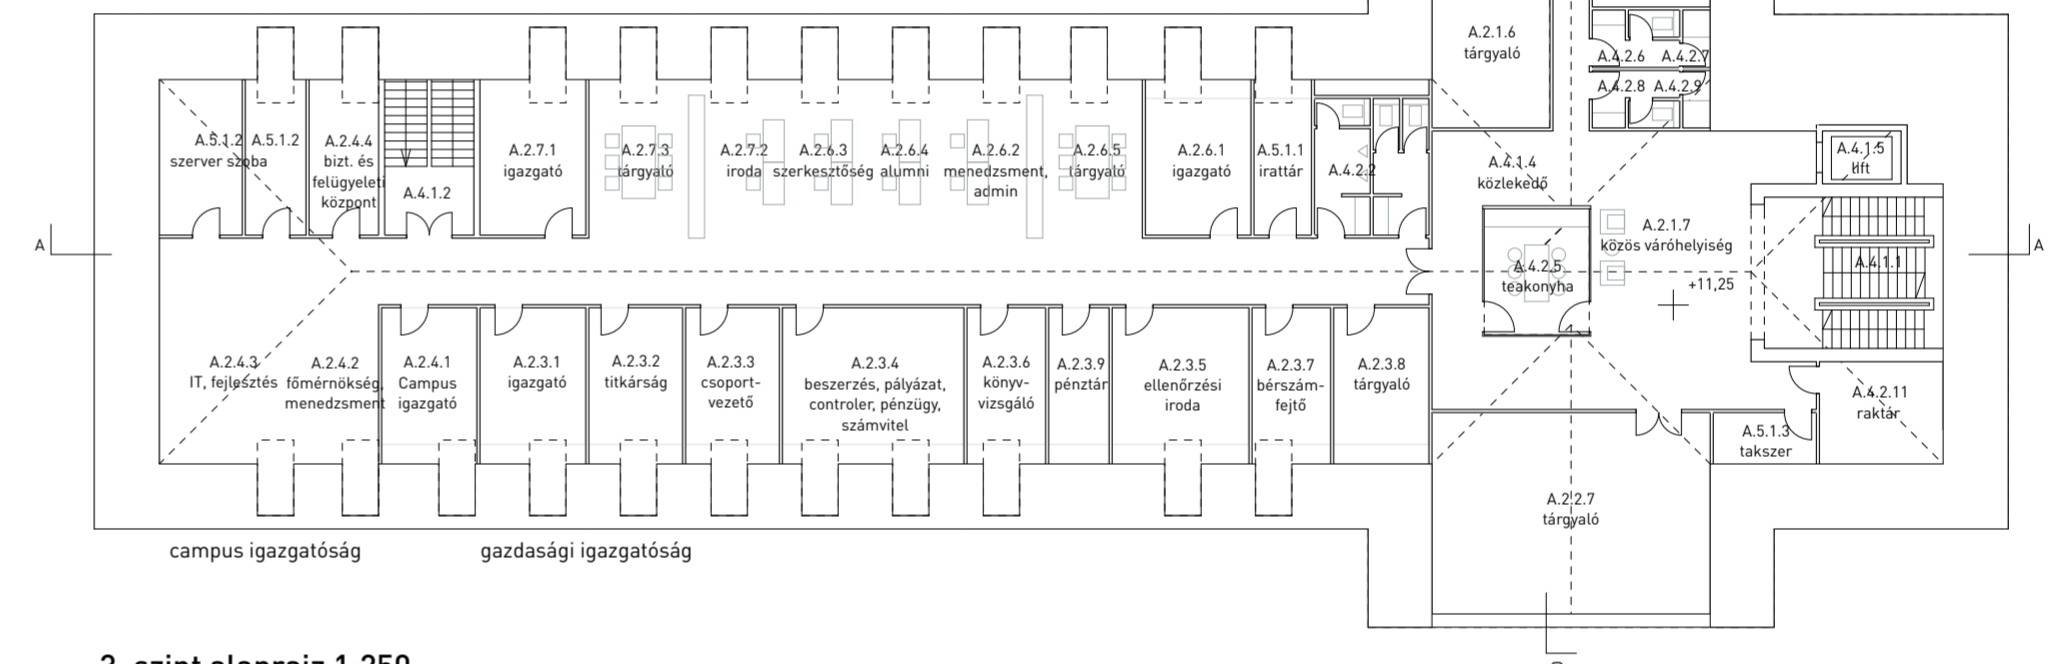 A.2.1.6
tárgyaló
A.4.2.6
A.4.2.7
A.4.2.8
A.4.2.9
A.5.1.2
szerver szoba
A.5.1.2
A.2.4.4
bizt. és
felügyeleti
központ
A.4.1.2
A.2.7.1
igazgató
A.2.7.3
tárgyaló
A.2.7.2
iroda
A.2.6.3
szerkesztőség
A.2.6.4
alumni
A.2.6.2
menedzsment,
admin
A.2.6.5
tárgyaló
A.2.6.1
igazgató
A.5.1.1
irattár
A.4.2.2
A.4.1.4
közlekedő
A.4.1.5
lift
A
A.4.2.5
teakonyha
A.2.1.7
közös váróhelyiség
+11,25
A.4.1.1
A
A.2.4.3
IT, fejlesztés
A.2.4.2
főmérnökség,
menedzsment
A.2.4.1
Campus
igazgató
A.2.3.1
igazgató
A.2.3.2
titkárság
A.2.3.3
csoport-
vezető
A.2.3.4
beszerzés, pályázat,
controler, pénzügy,
számvitel
A.2.3.6
könyv-
vizsgáló
A.2.3.9
pénztár
A.2.3.5
ellenőrzési
iroda
A.2.3.7
bérszám-
fejtő
A.2.3.8
tárgyaló
A.4.2.11
raktár
A.5.1.3
takszer
A.2.2.7
tárgyaló
campus igazgatóság
gazdasági igazgatóság